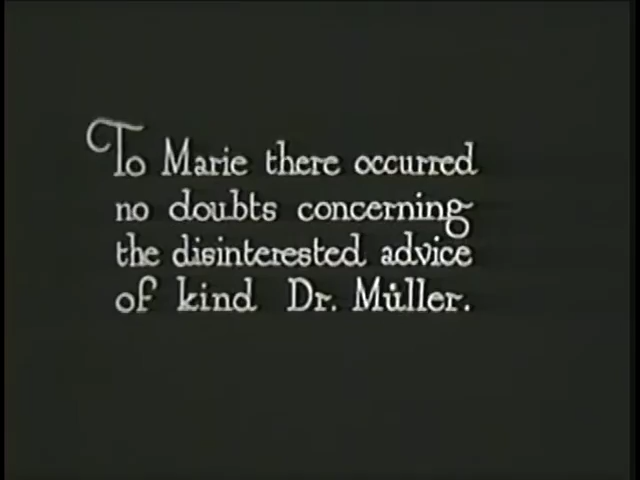 To Marie there occurred
no doubts concerning
the disinterested advice
of kind Dr. Müller.